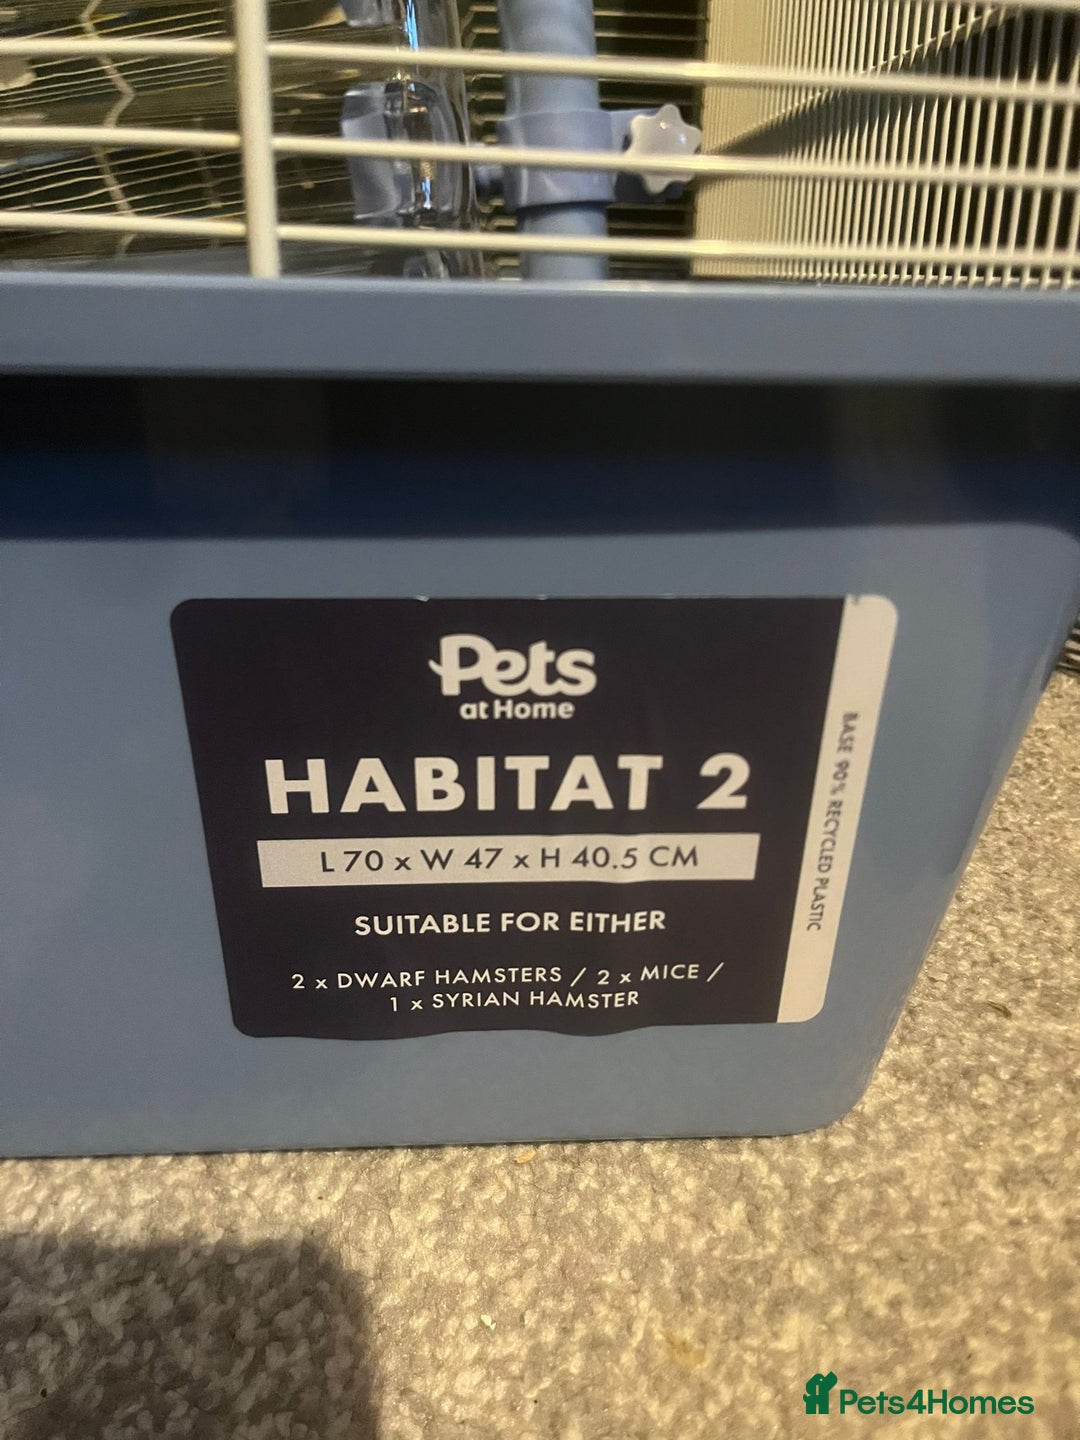 Pets
at Home
HABITAT 2
L 70 x W 47 x H 40.5 CM
SUITABLE FOR EITHER
2 x DWARF HAMSTERS / 2 x MICE /
1 x SYRIAN HAMSTER
BASE 90% RECYCLED PLASTIC
Pets4Homes